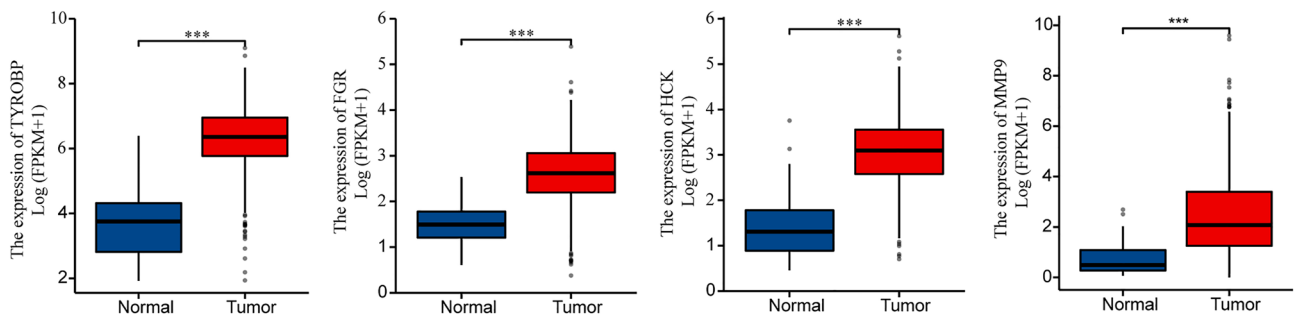 The expression of TYROBP
Log (FPKM+1)
10
8
6
4
2
***
Normal
Tumor
The expression of FGR
Log (FPKM+1)
6
5
4
3
2
1
0
***
Normal
Tumor
The expression of HCK
Log (FPKM+1)
6
5
4
3
2
1
0
***
Normal
Tumor
The expression of MMP9
Log (FPKM+1)
10
8
6
4
2
0
***
Normal
Tumor